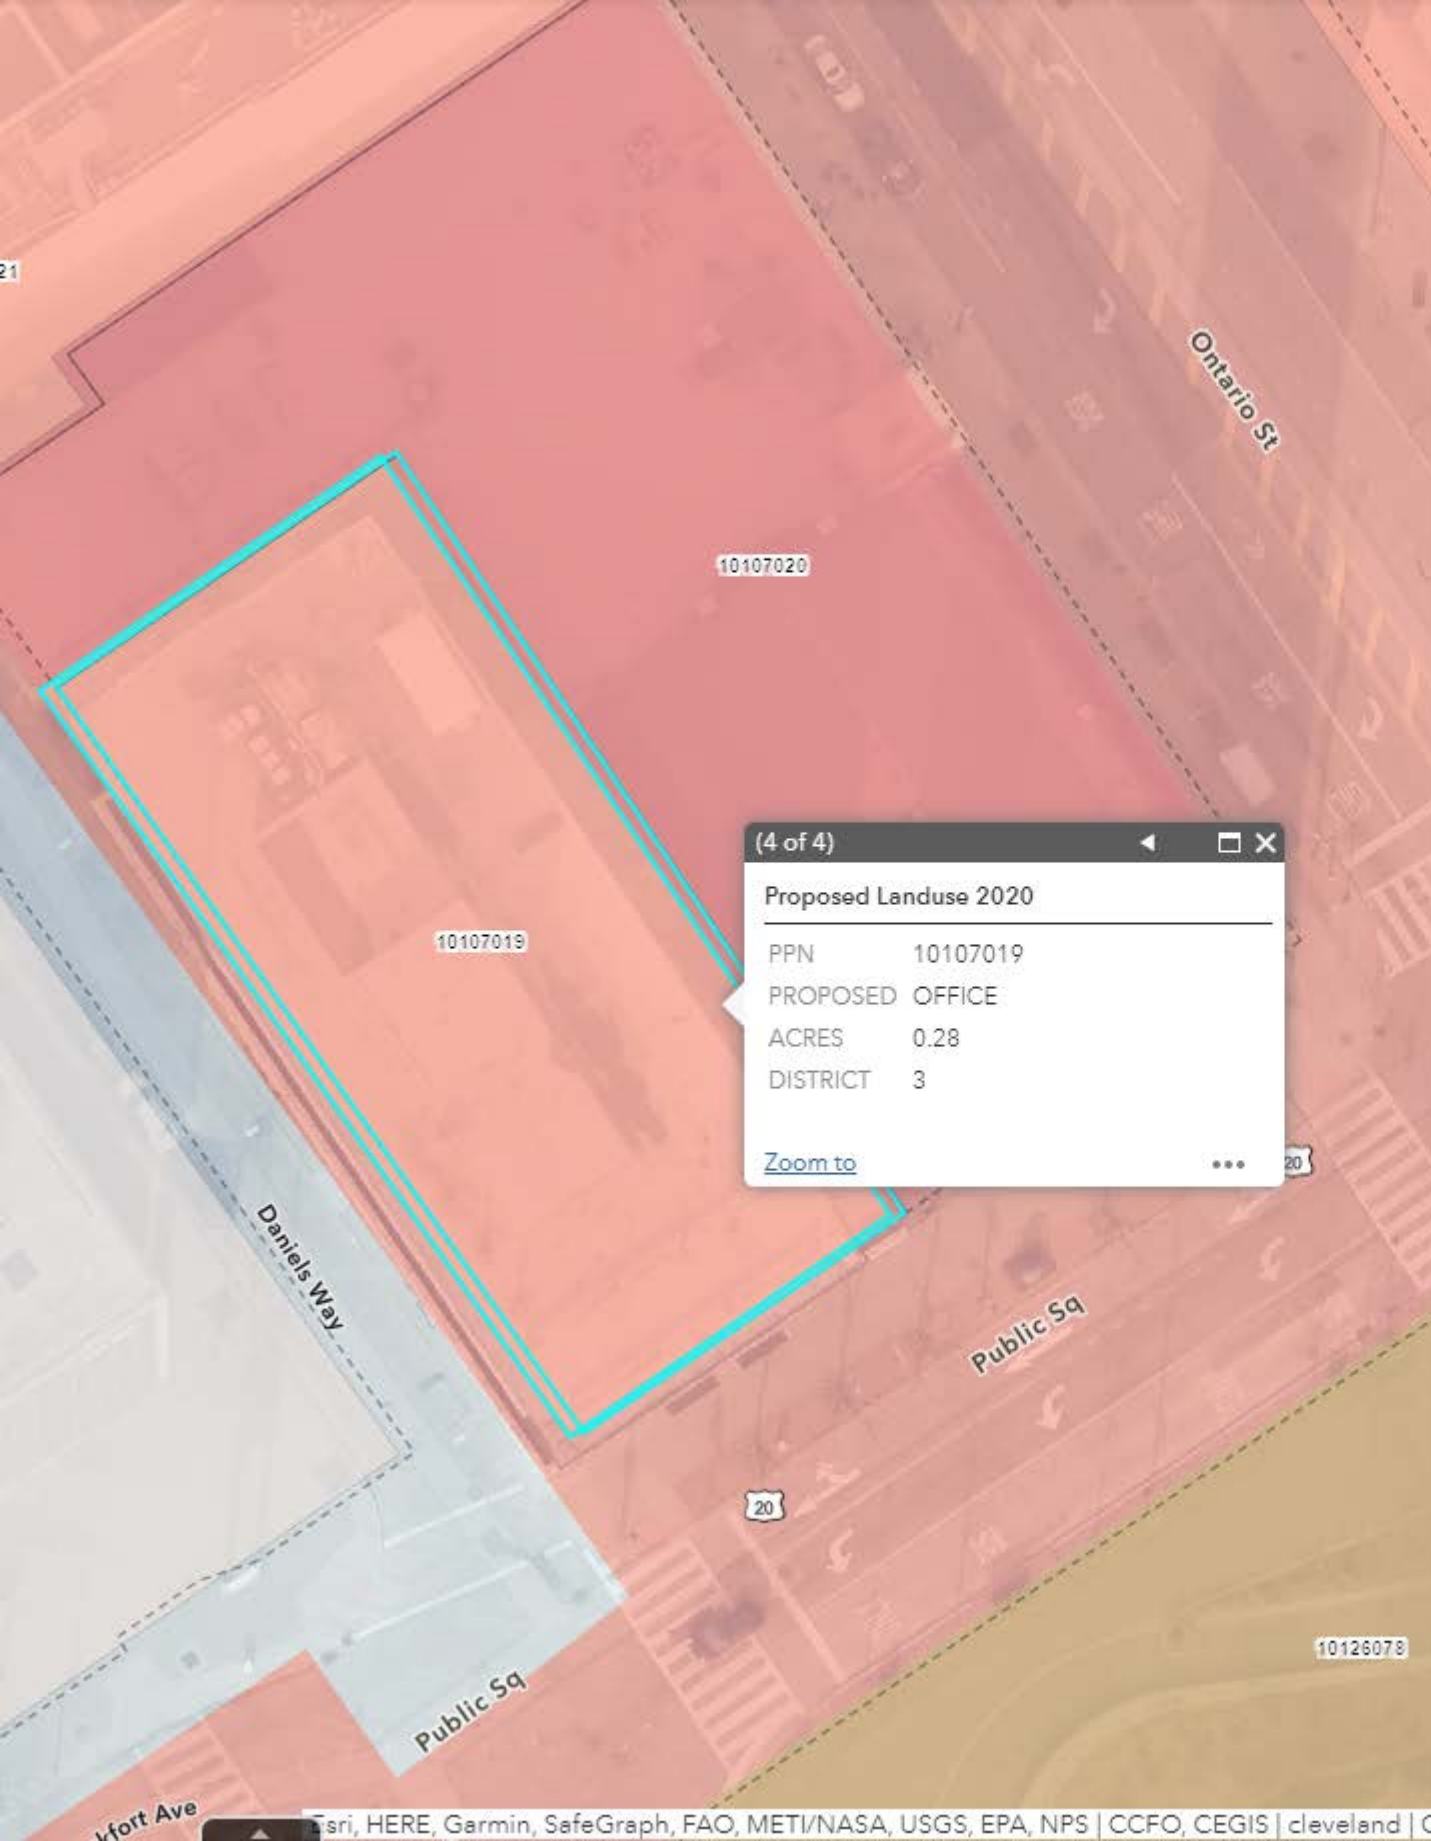 21
Ontario St
10107020
(4 of 4)
Proposed Landuse 2020
PPN 10107019
PROPOSED OFFICE
ACRES 0.28
DISTRICT 3
Zoom to
10107019
20
Daniels Way
Public Sq
20
10126078
Public Sq
kfort Ave
Esri, HERE, Garmin, SafeGraph, FAO, METI/NASA, USGS, EPA, NPS | CCFO, CEGIS | cleveland |